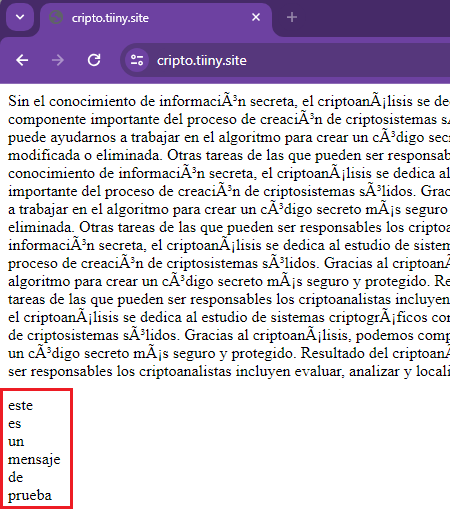 cripto.tiiny.site
cripto.tiiny.site
Sin el conocimiento de informaciÃ³n secreta, el criptoanÃ¡lisis se de
componente importante del proceso de creaciÃ³n de criptosistemas s
puede ayudarnos a trabajar en el algoritmo para crear un cÃ³digo sec
modificada o eliminada. Otras tareas de las que pueden ser responsab
conocimiento de informaciÃ³n secreta, el criptoanÃ¡lisis se dedica al
importante del proceso de creaciÃ³n de criptosistemas sÃ³lidos. Grac
a trabajar en el algoritmo para crear un cÃ³digo secreto mÃ¡s seguro
eliminada. Otras tareas de las que pueden ser responsables los cripto
informaciÃ³n secreta, el criptoanÃ¡lisis se dedica al estudio de sistem
proceso de creaciÃ³n de criptosistemas sÃ³lidos. Gracias al criptoanÃ
algoritmo para crear un cÃ³digo secreto mÃ¡s seguro y protegido. Re
tareas de las que pueden ser responsables los criptoanalistas incluyen
el criptoanÃ¡lisis se dedica al estudio de sistemas criptogrÃ¡ficos con
de criptosistemas sÃ³lidos. Gracias al criptoanÃ¡lisis, podemos comp
un cÃ³digo secreto mÃ¡s seguro y protegido. Resultado del criptoanÃ
ser responsables los criptoanalistas incluyen evaluar, analizar y locali
este
es
un
mensaje
de
prueba